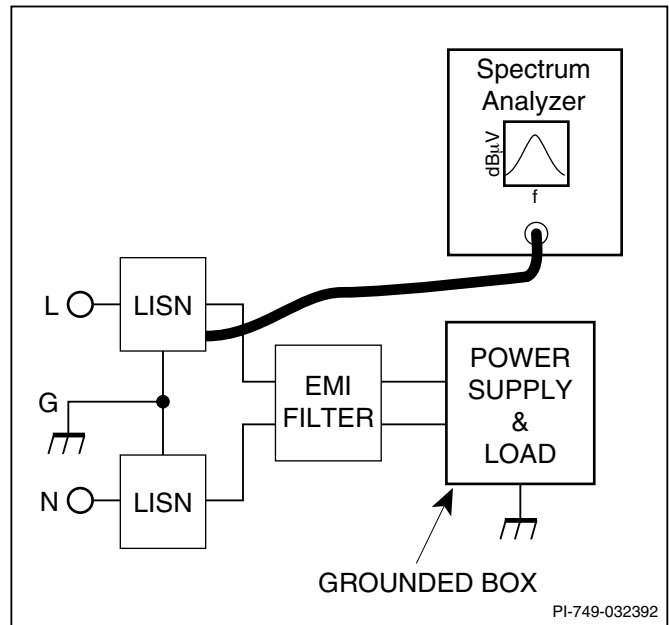 Spectrum
Analyzer
dBµV
f
L
LISN
G
N
LISN
EMI
FILTER
POWER
SUPPLY
&
LOAD
GROUNDED BOX
PI-749-032392